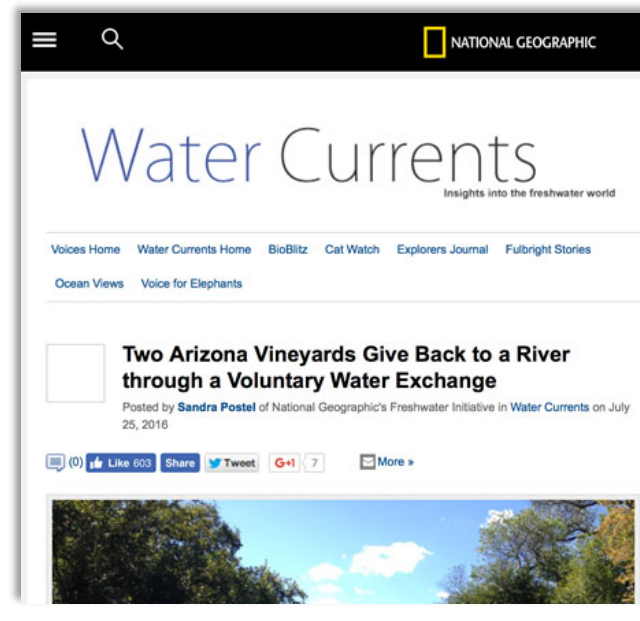 NATIONAL GEOGRAPHIC
Water Currents
Insights into the freshwater world
Voices Home Water Currents Home BioBlitz Cat Watch Explorers Journal Fulbright Stories
Ocean Views Voice for Elephants
Two Arizona Vineyards Give Back to a River
through a Voluntary Water Exchange
Posted by Sandra Postel of National Geographic's Freshwater Initiative in Water Currents on July
25, 2016
(0) Like 603 Share Tweet G+1 7 More »